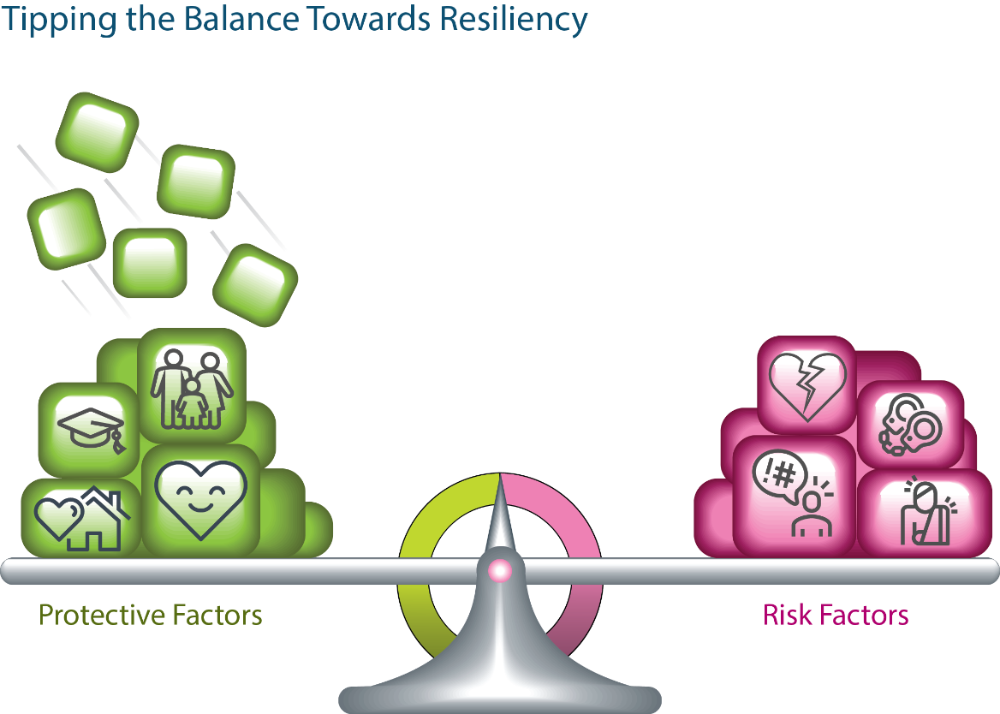 Tipping the Balance Towards Resiliency
!#
Protective Factors
Risk Factors